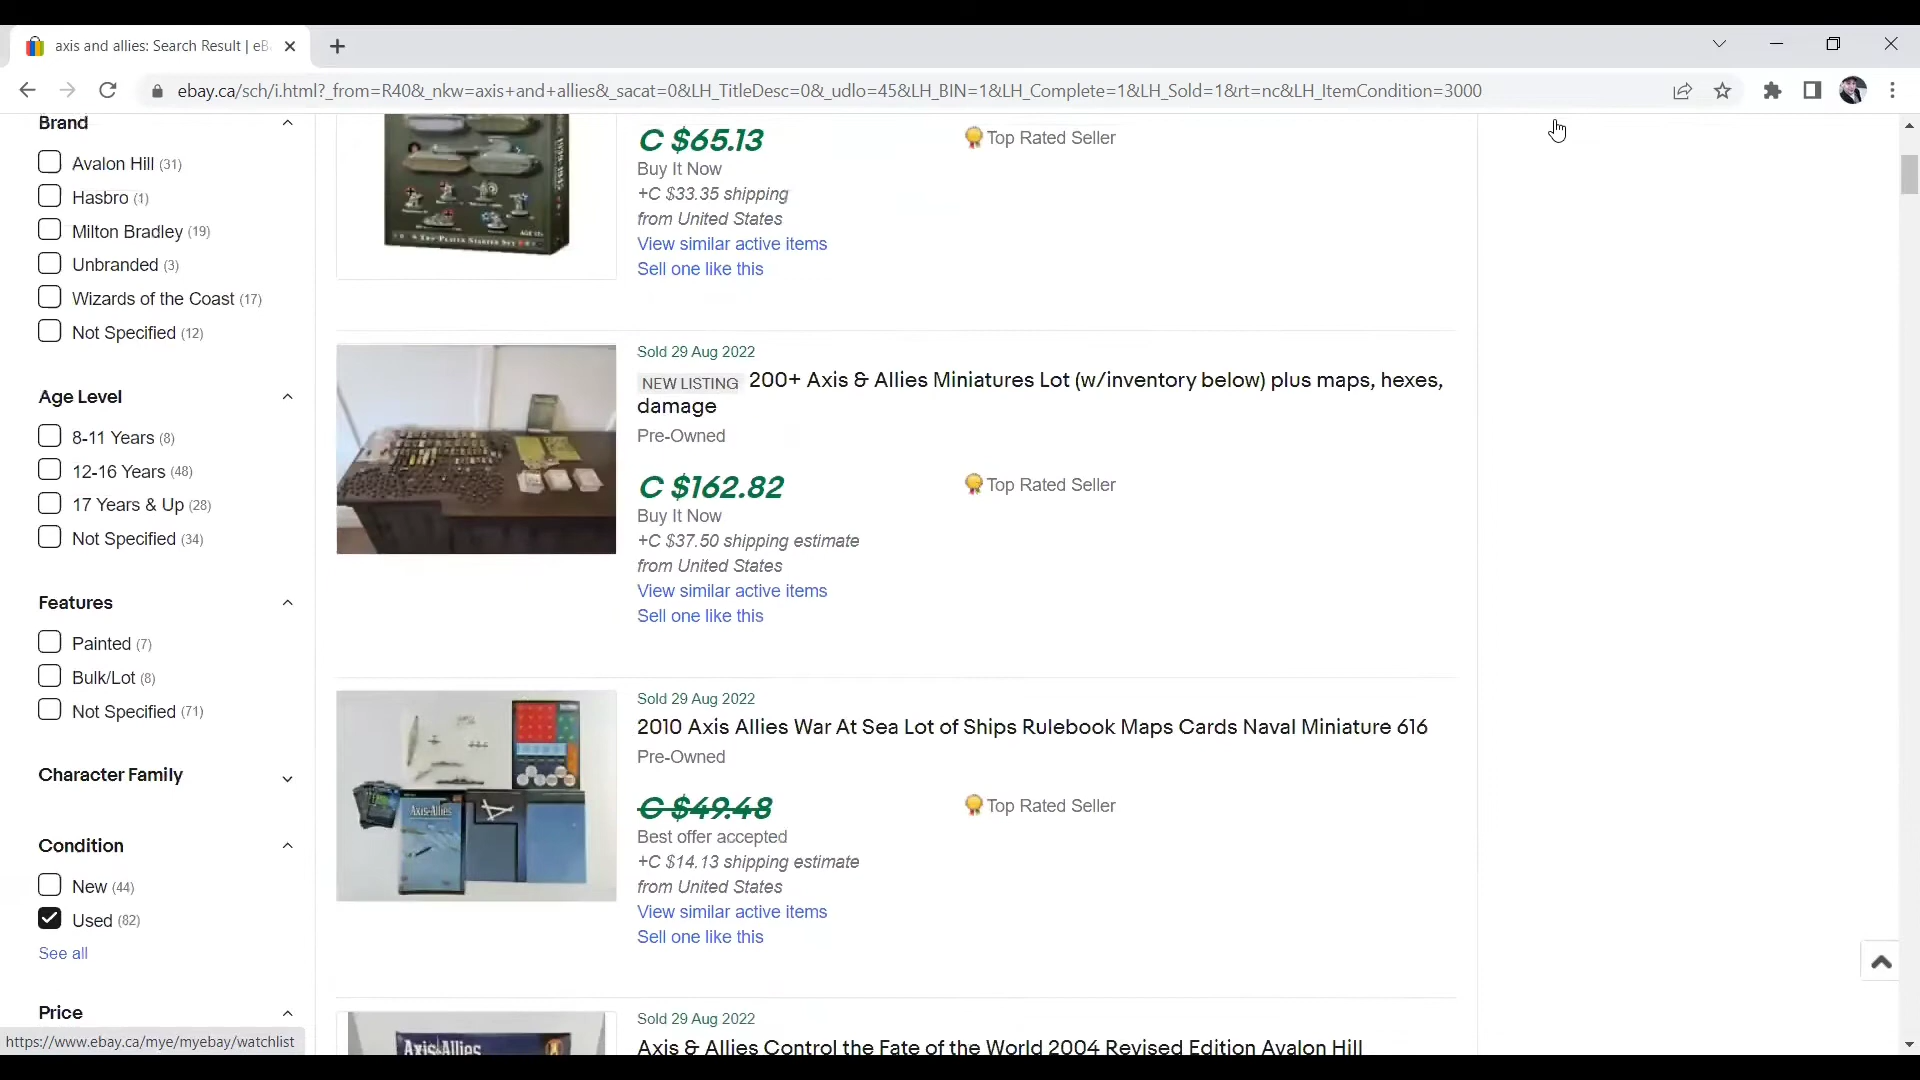 axis and allies: Search Result | eB
ebay.ca/sch/i.html?_from=R40&_nkw=axis+and+allies&_sacat=0&LH_TitleDesc=0&_udlo=45&LH_BIN=1&LH_Complete=1&LH_Sold=1&rt=nc&LH_ItemCondition=3000
Brand
Avalon Hill (31)
Hasbro (1)
Milton Bradley (19)
Unbranded (3)
Wizards of the Coast (17)
Not Specified (12)
Age Level
8-11 Years (8)
12-16 Years (48)
17 Years & Up (28)
Not Specified (34)
Features
Painted (7)
Bulk/Lot (8)
Not Specified (71)
Character Family
Condition
New (44)
Used (82)
See all
Price
https://www.ebay.ca/mye/myebay/watchlist
C $65.13
Top Rated Seller
Buy It Now
+C $33.35 shipping
from United States
View similar active items
Sell one like this
Sold 29 Aug 2022
NEW LISTING 200+ Axis & Allies Miniatures Lot (w/inventory below) plus maps, hexes,
damage
Pre-Owned
C $162.82
Top Rated Seller
Buy It Now
+C $37.50 shipping estimate
from United States
View similar active items
Sell one like this
Axis&Allies
Sold 29 Aug 2022
2010 Axis Allies War At Sea Lot of Ships Rulebook Maps Cards Naval Miniature 616
Pre-Owned
C $49.48
Top Rated Seller
Best offer accepted
+C $14.13 shipping estimate
from United States
View similar active items
Sell one like this
Axis&Allies
Sold 29 Aug 2022
Axis & Allies Control the Fate of the World 2004 Revised Edition Avalon Hill